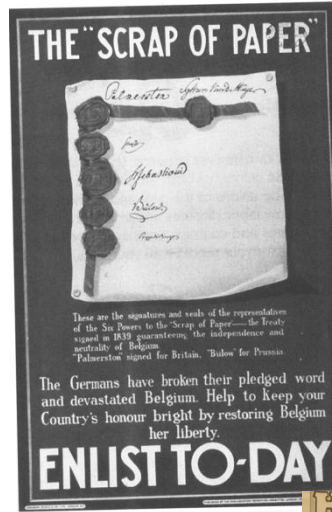 THE "SCRAP OF PAPER"
Palmerston
These are the signatures and seals of the representatives
of the Six Powers to the "Scrap of Paper"—the Treaty
signed in 1839 guaranteeing the independence and
neutrality of Belgium.
"Palmerston" signed for Britain, "Bülow" for Prussia.
The Germans have broken their pledged word
and devastated Belgium. Help to keep your
Country's honour bright by restoring Belgium
her liberty.
ENLIST TO-DAY